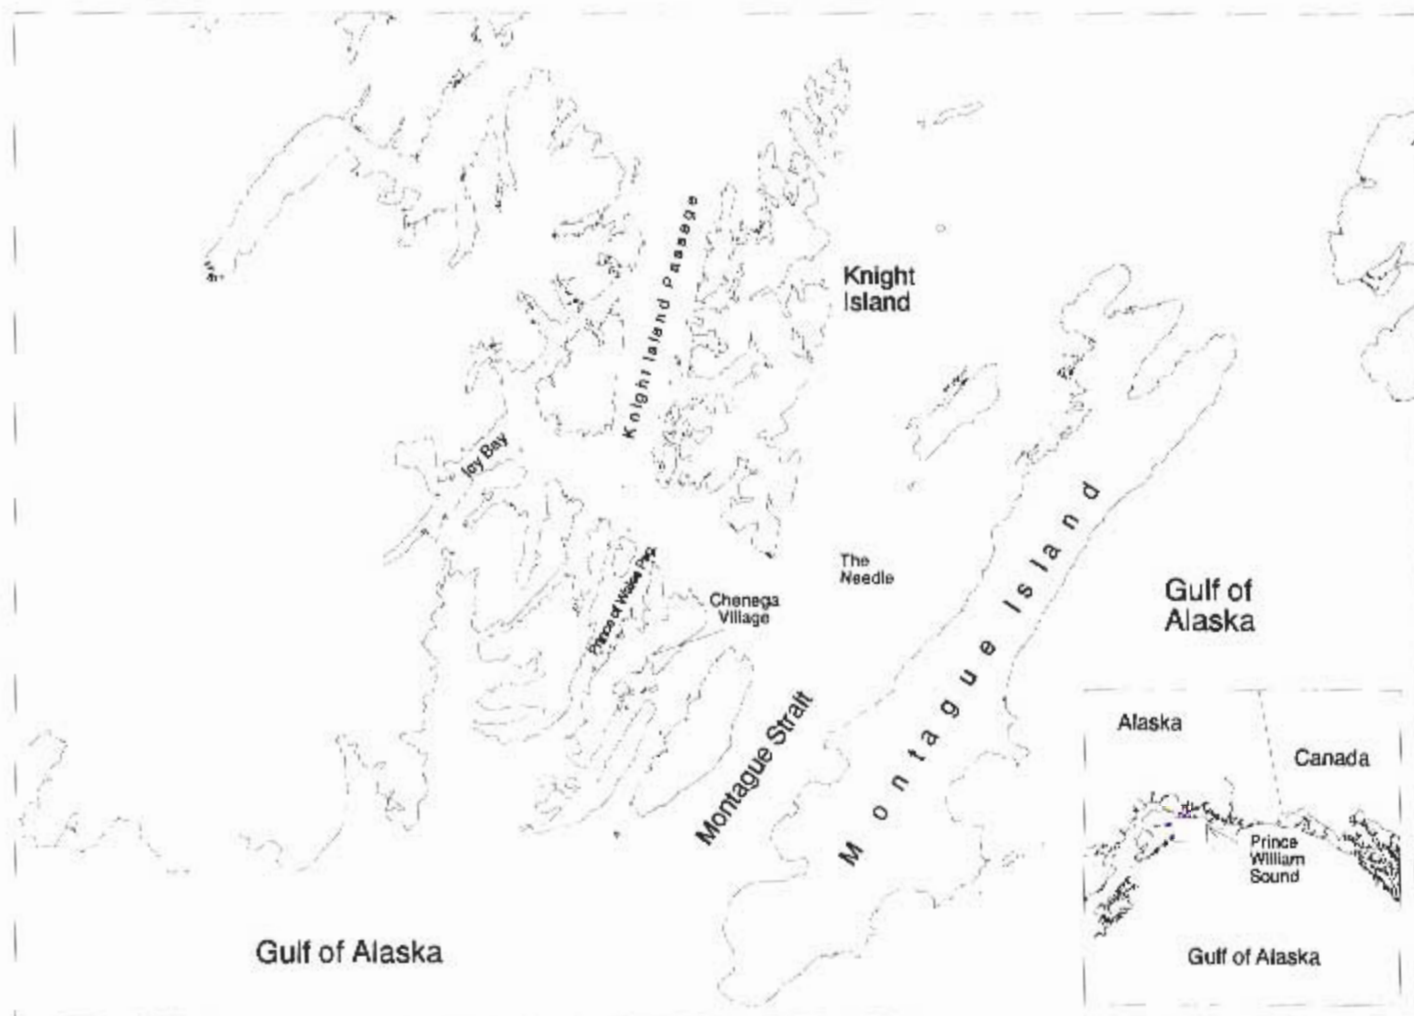 Knight Island Passage
Knight
Island
Icy Bay
Montague Island
The
Needle
Prince of Wales Psg.
Chenega
Village
Gulf of
Alaska
Montague Strait
Alaska
Canada
Prince
William
Sound
Gulf of Alaska
Gulf of Alaska